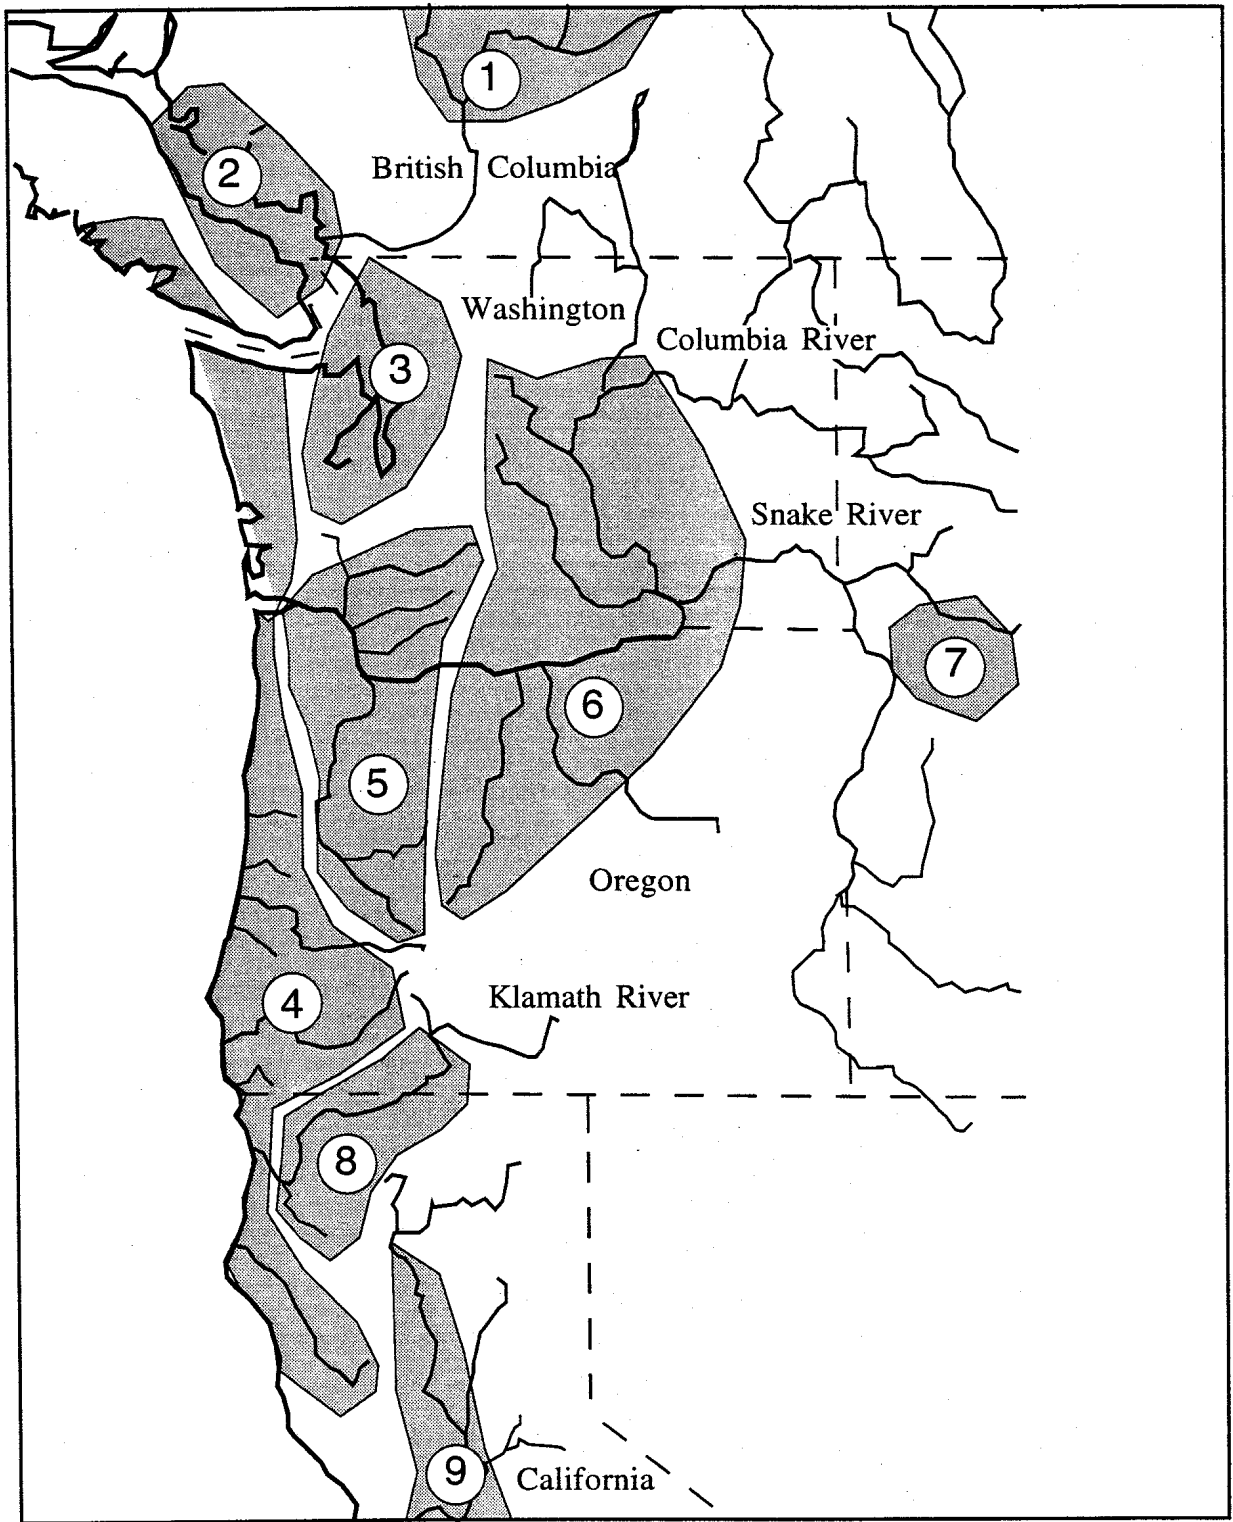 1
2
British Columbia
Washington
Columbia River
3
Snake River
7
6
5
Oregon
4
Klamath River
8
9
California